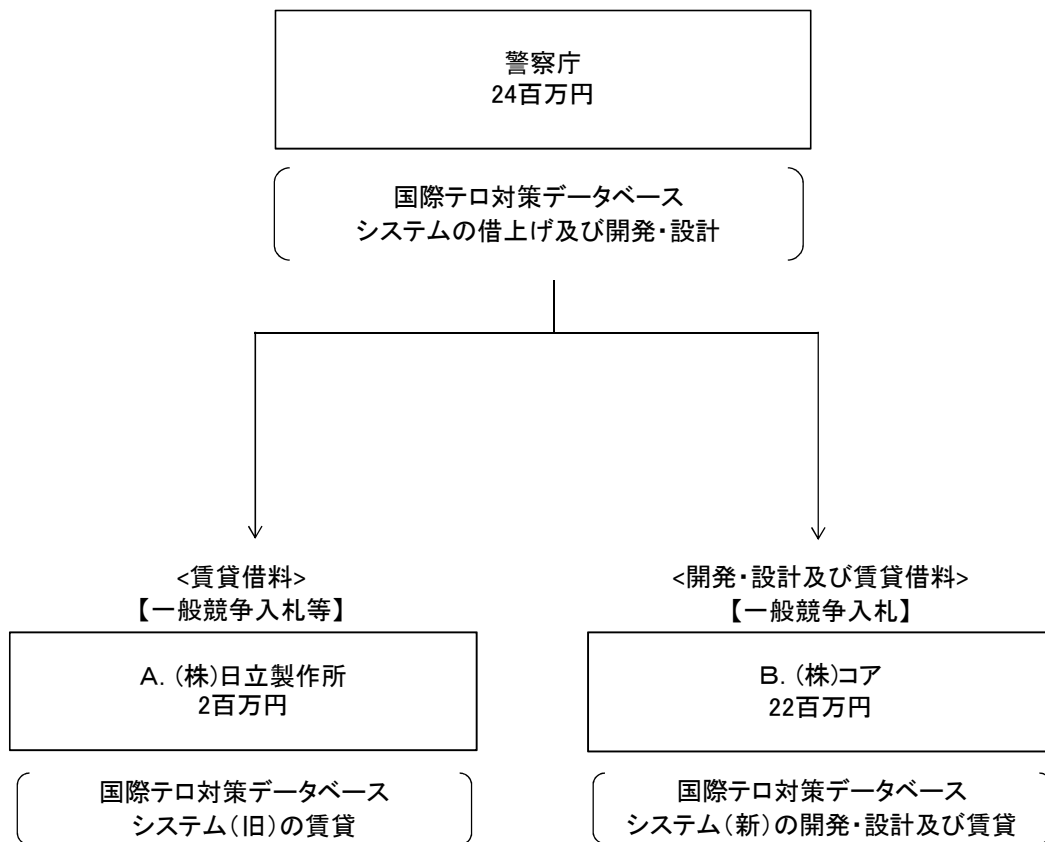 警察庁
24百万円
国際テロ対策データベース
システムの借上げ及び開発・設計
<賃貸借料>
【一般競争入札等】
A．(株)日立製作所
2百万円
国際テロ対策データベース
システム(旧)の賃貸
<開発・設計及び賃貸借料>
【一般競争入札】
B．(株)コア
22百万円
国際テロ対策データベース
システム(新)の開発・設計及び賃貸